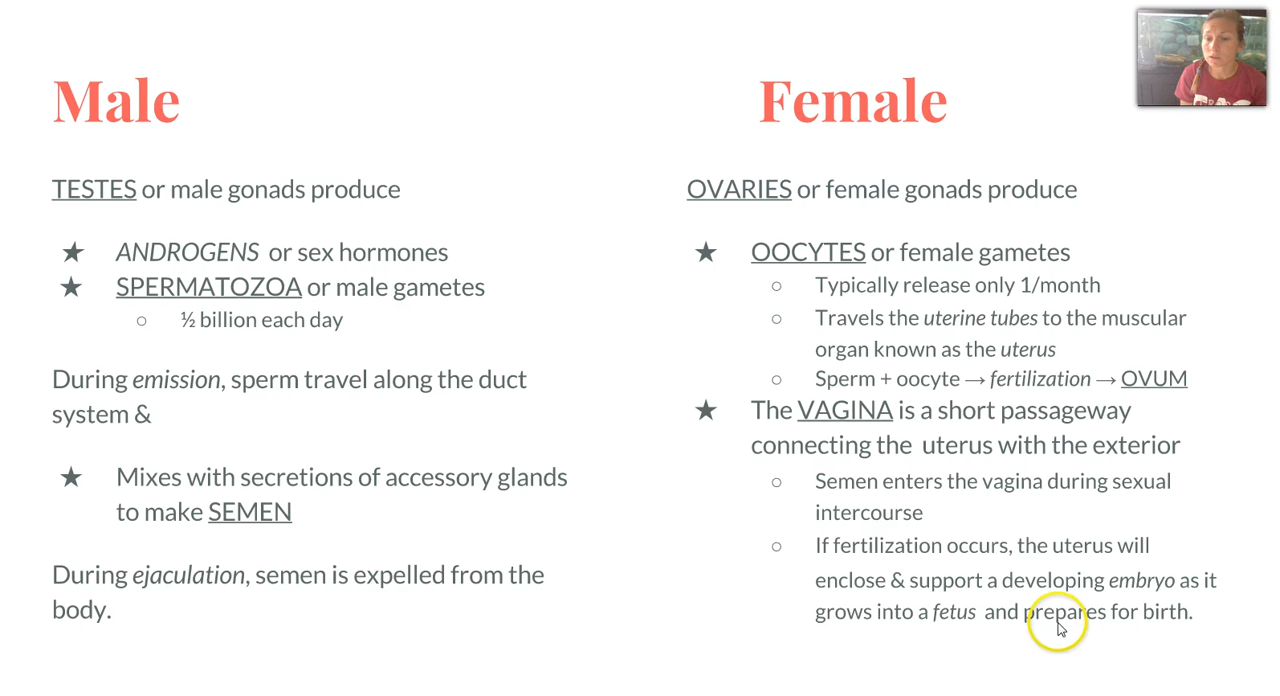 Male
TESTES or male gonads produce
★ ANDROGENS or sex hormones
★ SPERMATOZOA or male gametes
○ ½ billion each day
During emission, sperm travel along the duct
system &
★ Mixes with secretions of accessory glands
to make SEMEN
During ejaculation, semen is expelled from the
body.
Female
OVARIES or female gonads produce
★ OOCYTES or female gametes
○ Typically release only 1/month
○ Travels the uterine tubes to the muscular
organ known as the uterus
○ Sperm + oocyte → fertilization → OVUM
★ The VAGINA is a short passageway
connecting the uterus with the exterior
○ Semen enters the vagina during sexual
intercourse
○ If fertilization occurs, the uterus will
enclose & support a developing embryo as it
grows into a fetus and prepares for birth.